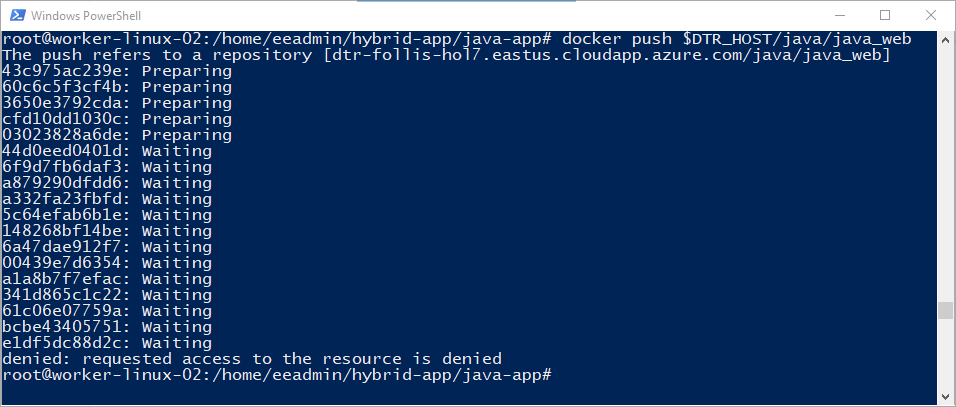 Windows PowerShell
root@worker-linux-02:/home/eeadmin/hybrid-app/java-app# docker push $DTR_HOST/java/java_web
The push refers to a repository [dtr-follis-hol7.eastus.cloudapp.azure.com/java/java_web]
43c975ac239e: Preparing
60c6c5f3cf4b: Preparing
3650e3792cda: Preparing
cfd10dd1030c: Preparing
03023828a6de: Preparing
44d0eed0401d: Waiting
6f9d7fb6daf3: Waiting
a879290dfdd6: Waiting
a332fa23fbfd: Waiting
5c64efab6b1e: Waiting
148268bf14be: Waiting
6a47dae912f7: Waiting
00439e7d6354: Waiting
a1a8b7f7efac: Waiting
341d865c1c22: Waiting
61c06e07759a: Waiting
bcbe43405751: Waiting
e1df5dc88d2c: Waiting
denied: requested access to the resource is denied
root@worker-linux-02:/home/eeadmin/hybrid-app/java-app#